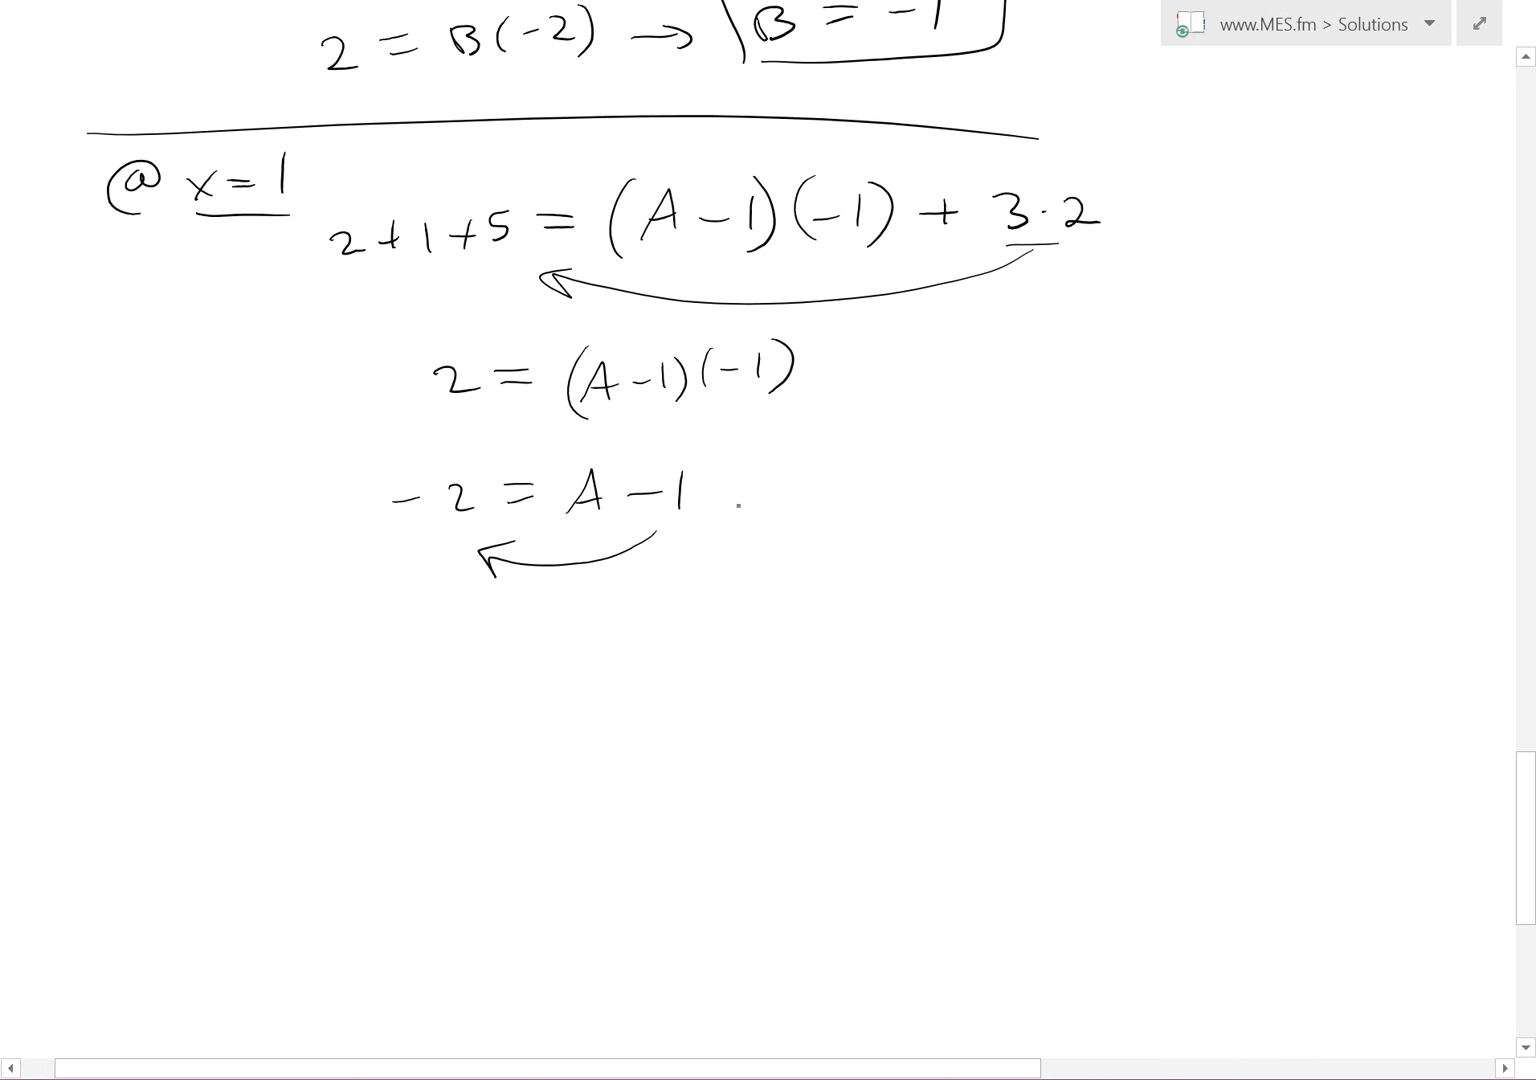 www.MES.fm > Solutions
2 = B(-2) → B = -1
@ x = 1
2 + 1 + 5 = (A - 1)(-1) + 3·2
2 = (A - 1)(-1)
- 2 = A - 1